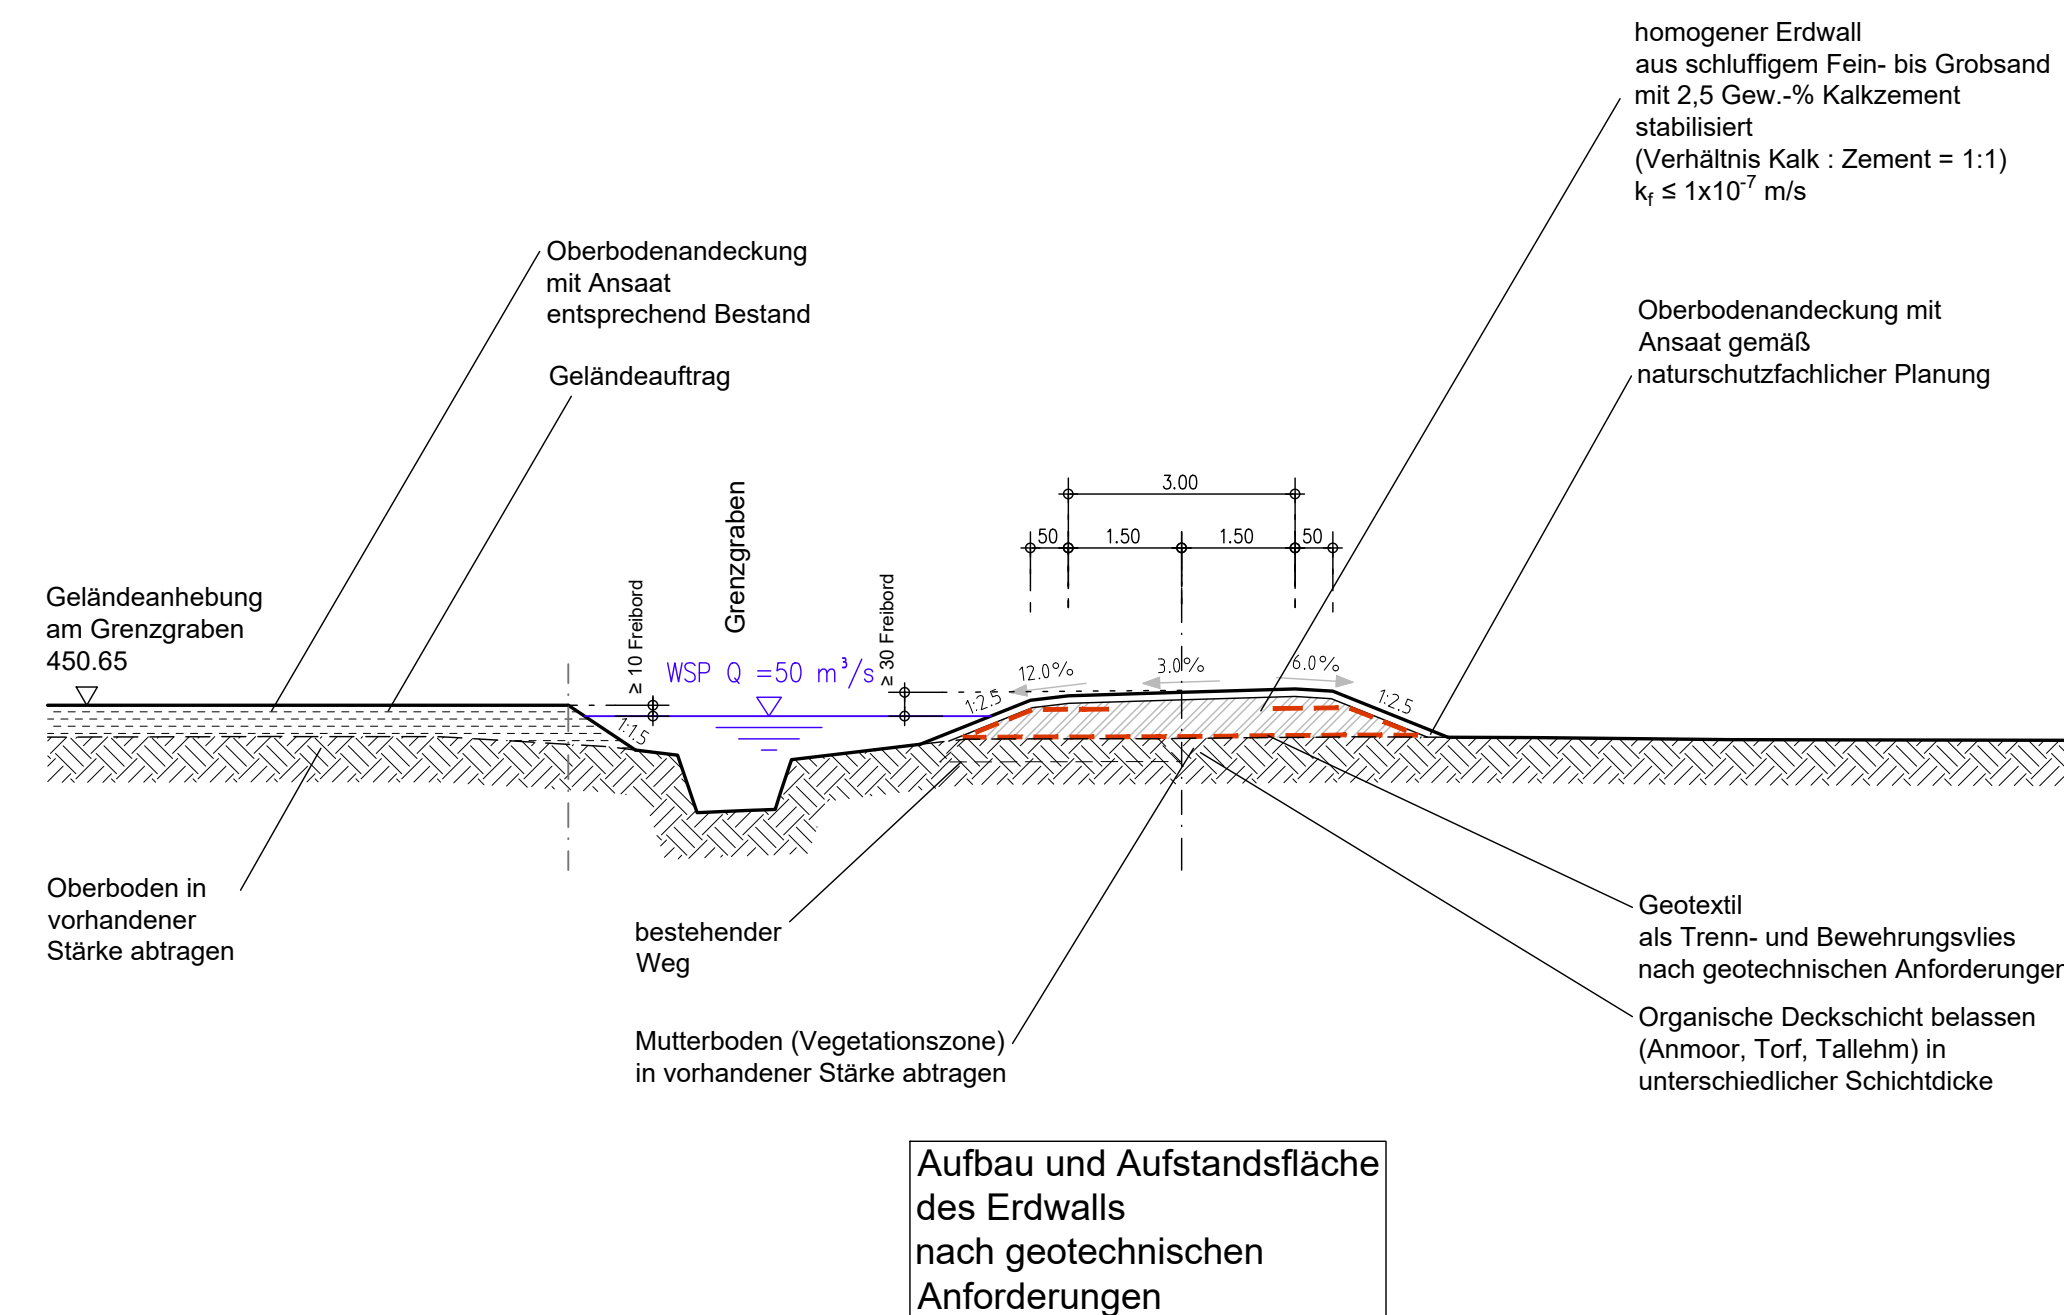 homogener Erdwall
aus schluffigem Fein- bis Grobsand
mit 2,5 Gew.-% Kalkzement
stabilisiert
(Verhältnis Kalk : Zement = 1:1)
kf ≤ 1x10⁻⁷ m/s
Oberbodenandeckung
mit Ansaat
entsprechend Bestand
Geländeauftrag
Oberbodenandeckung mit
Ansaat gemäß
naturschutzfachlicher Planung
3.00
50 1.50 1.50 50
Grenzgraben
Geländeanhebung
am Grenzgraben
450.65
≥ 10 Freibord
WSP Q =50 m³/s
≥ 30 Freibord
1:2.5
12.0%
3.0%
6.0%
1:2.5
1:1.5
Oberboden in
vorhandener
Stärke abtragen
bestehender
Weg
Mutterboden (Vegetationszone)
in vorhandener Stärke abtragen
Geotextil
als Trenn- und Bewehrungsvlies
nach geotechnischen Anforderungen
Organische Deckschicht belassen
(Anmoor, Torf, Tallehm) in
unterschiedlicher Schichtdicke
Aufbau und Aufstandsfläche
des Erdwalls
nach geotechnischen
Anforderungen